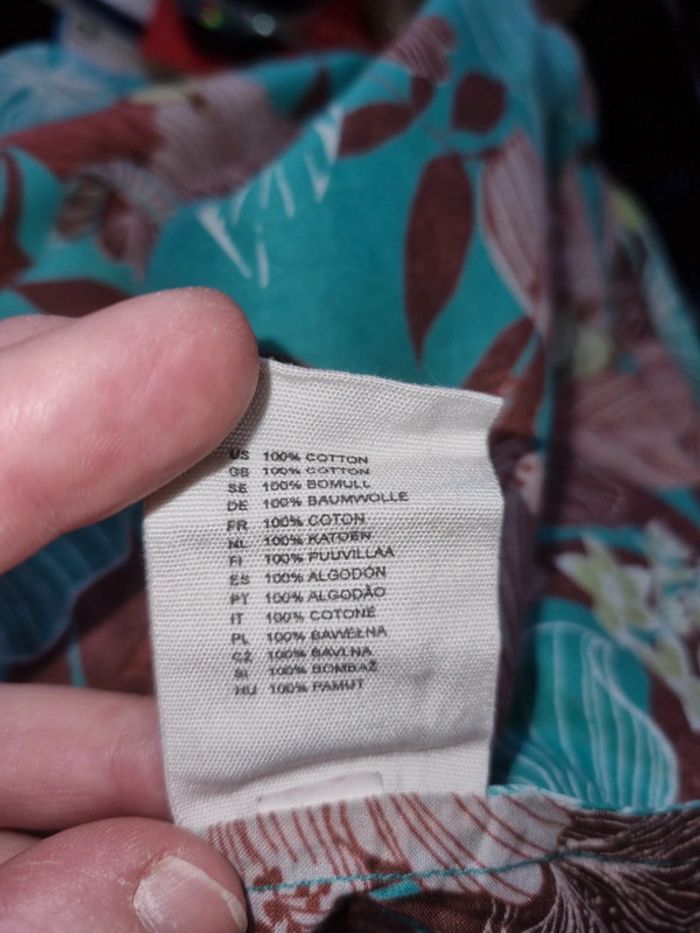 US 100% COTTON
GB 100% COTTON
SE 100% BOMULL
DE 100% BAUMWOLLE
FR 100% COTON
NL 100% KATOEN
FI 100% PUUVILLAA
ES 100% ALGODÓN
PT 100% ALGODÃO
IT 100% COTONE
PL 100% BAWEŁNA
CZ 100% BAVLNA
SI 100% BOMBAŽ
HU 100% PAMUT